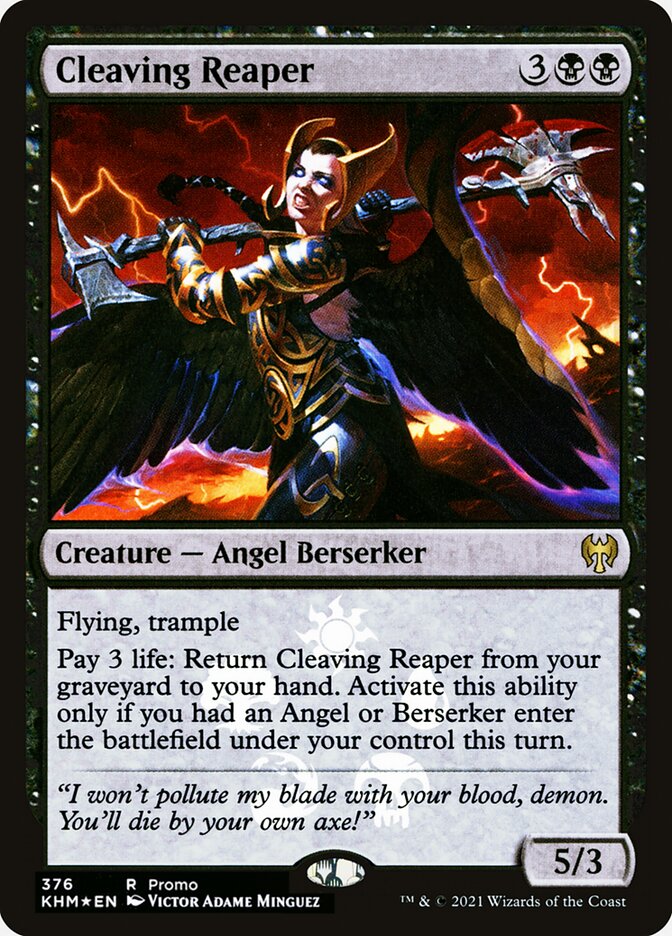 Cleaving Reaper 3
Creature — Angel Berserker
Flying, trample
Pay 3 life: Return Cleaving Reaper from your
graveyard to your hand. Activate this ability
only if you had an Angel or Berserker enter
the battlefield under your control this turn.
“I won’t pollute my blade with your blood, demon.
You’ll die by your own axe!”
5/3
376 R Promo
KHM★EN Victor Adame Minguez
™ & © 2021 Wizards of the Coast